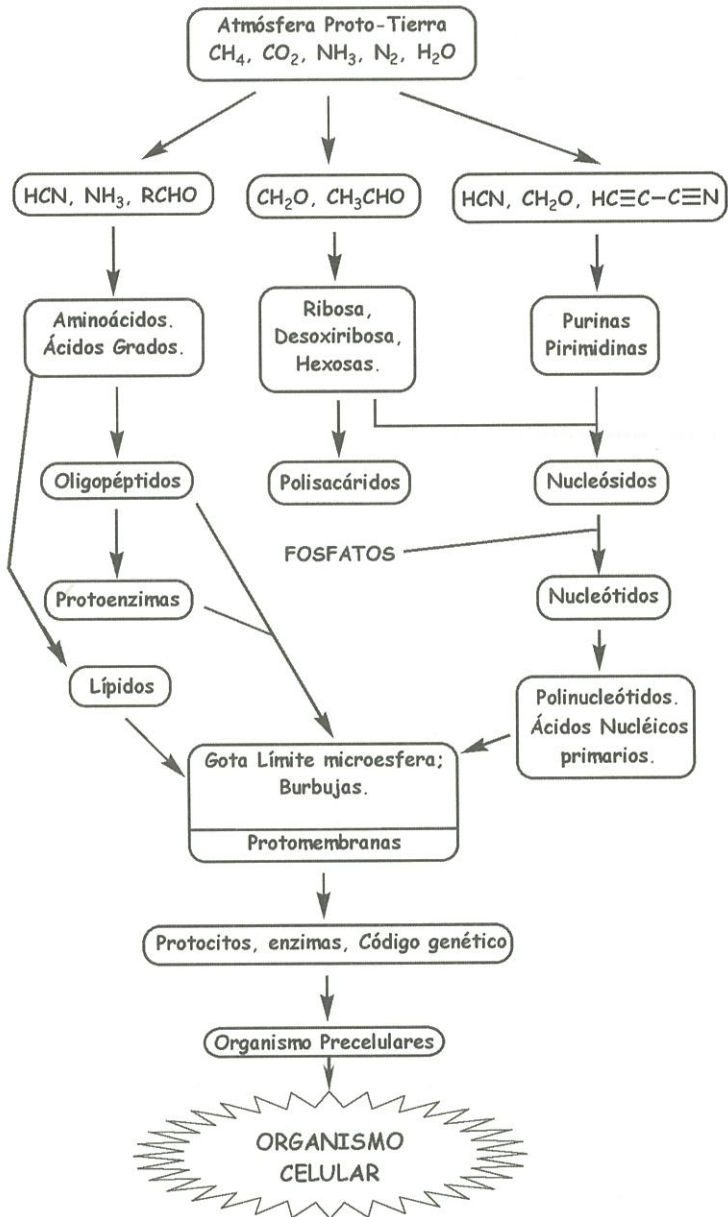 Atmósfera Proto-Tierra
CH₄, CO₂, NH₃, N₂, H₂O
HCN, NH₃, RCHO
CH₂O, CH₃CHO
HCN, CH₂O, HC≡C−C≡N
Aminoácidos.
Ácidos Grados.
Ribosa,
Desoxiribosa,
Hexosas.
Purinas
Pirimidinas
Oligopéptidos
Polisacáridos
Nucleósidos
FOSFATOS
Protoenzimas
Nucleótidos
Lípidos
Polinucleótidos.
Ácidos Nucléicos
primarios.
Gota Límite microesfera;
Burbujas.
Protomembranas
Protocitos, enzimas, Código genético
Organismo Precelulares
ORGANISMO
CELULAR